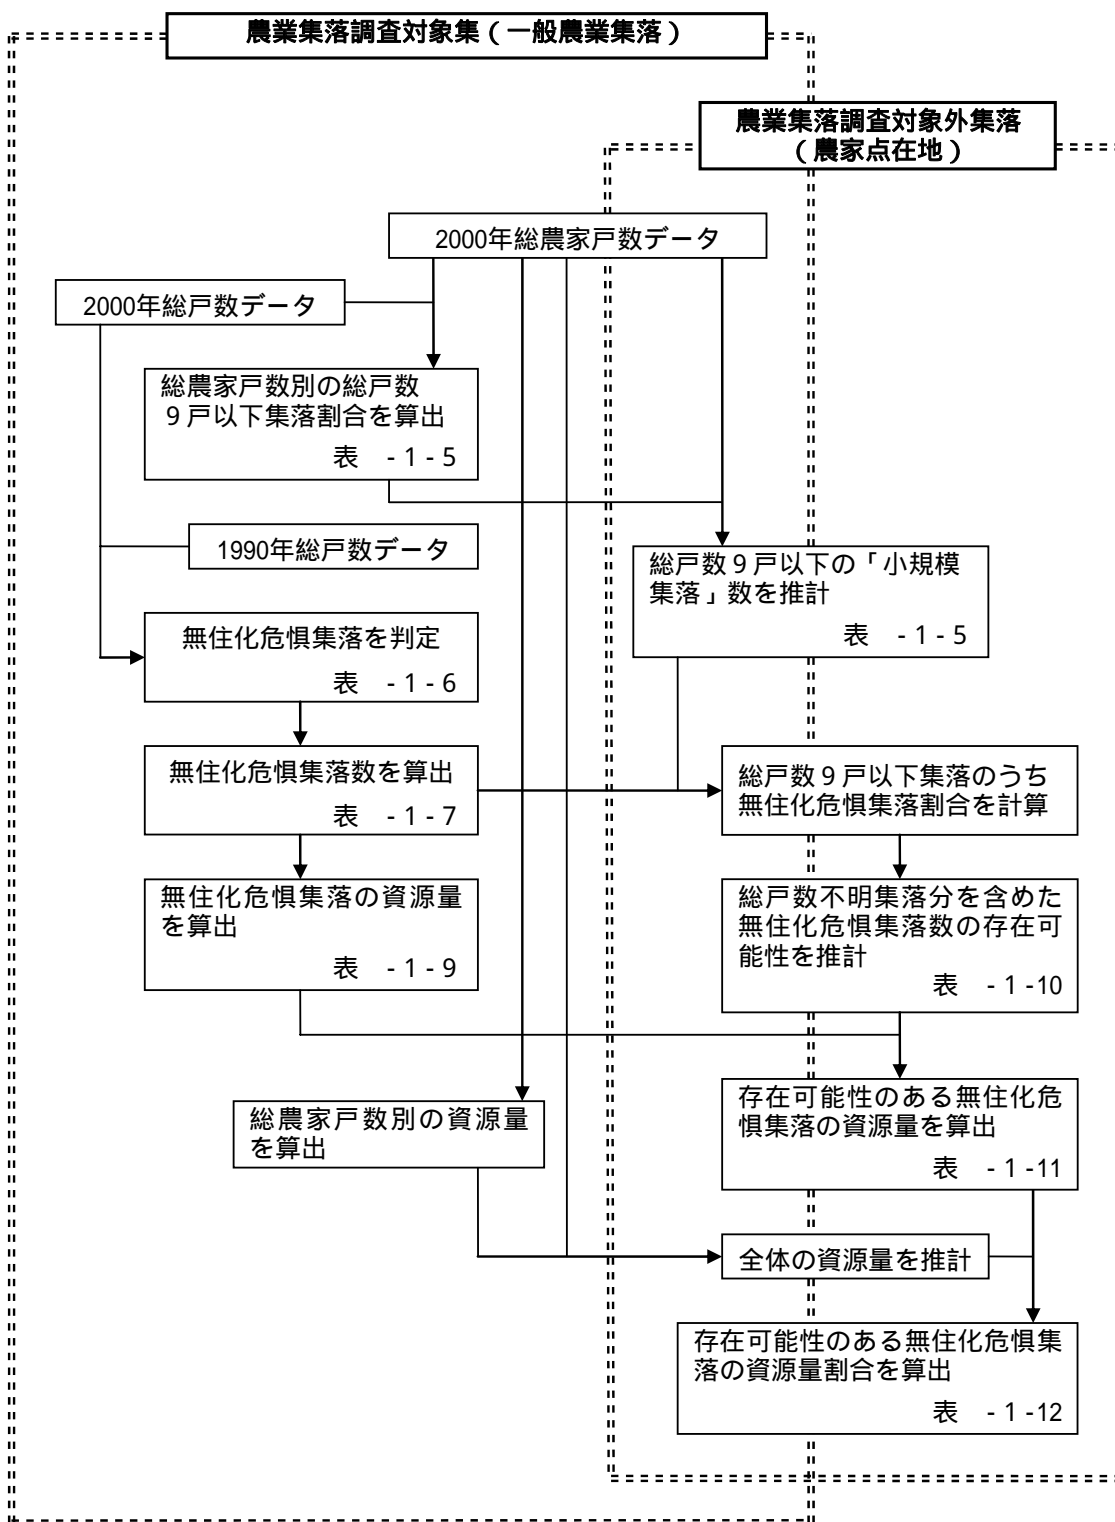 農業集落調査対象集（一般農業集落）
農業集落調査対象外集落
（農家点在地）
2000年総農家戸数データ
2000年総戸数データ
総農家戸数別の総戸数
９戸以下集落割合を算出
表　- 1 - 5
1990年総戸数データ
総戸数９戸以下の「小規模
集落」数を推計
表　- 1 - 5
無住化危惧集落を判定
表　- 1 - 6
無住化危惧集落数を算出
表　- 1 - 7
総戸数９戸以下集落のうち
無住化危惧集落割合を計算
無住化危惧集落の資源量
を算出
表　- 1 - 9
総戸数不明集落分を含めた
無住化危惧集落数の存在可
能性を推計
表　- 1 -10
総農家戸数別の資源量
を算出
存在可能性のある無住化危
惧集落の資源量を算出
表　- 1 -11
全体の資源量を推計
存在可能性のある無住化危惧集
落の資源量割合を算出
表　- 1 -12